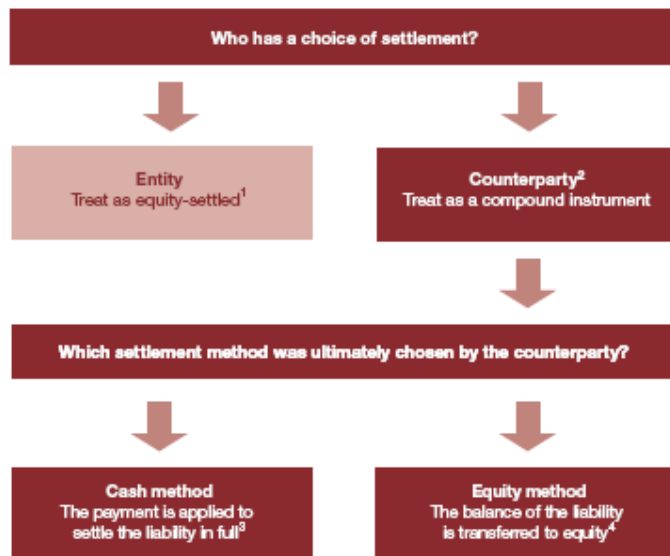 Who has a choice of settlement?
Entity
Treat as equity-settled¹
Counterparty²
Treat as a compound instrument
Which settlement method was ultimately chosen by the counterparty?
Cash method
The payment is applied to
settle the liability in full³
Equity method
The balance of the liability
is transferred to equity⁴